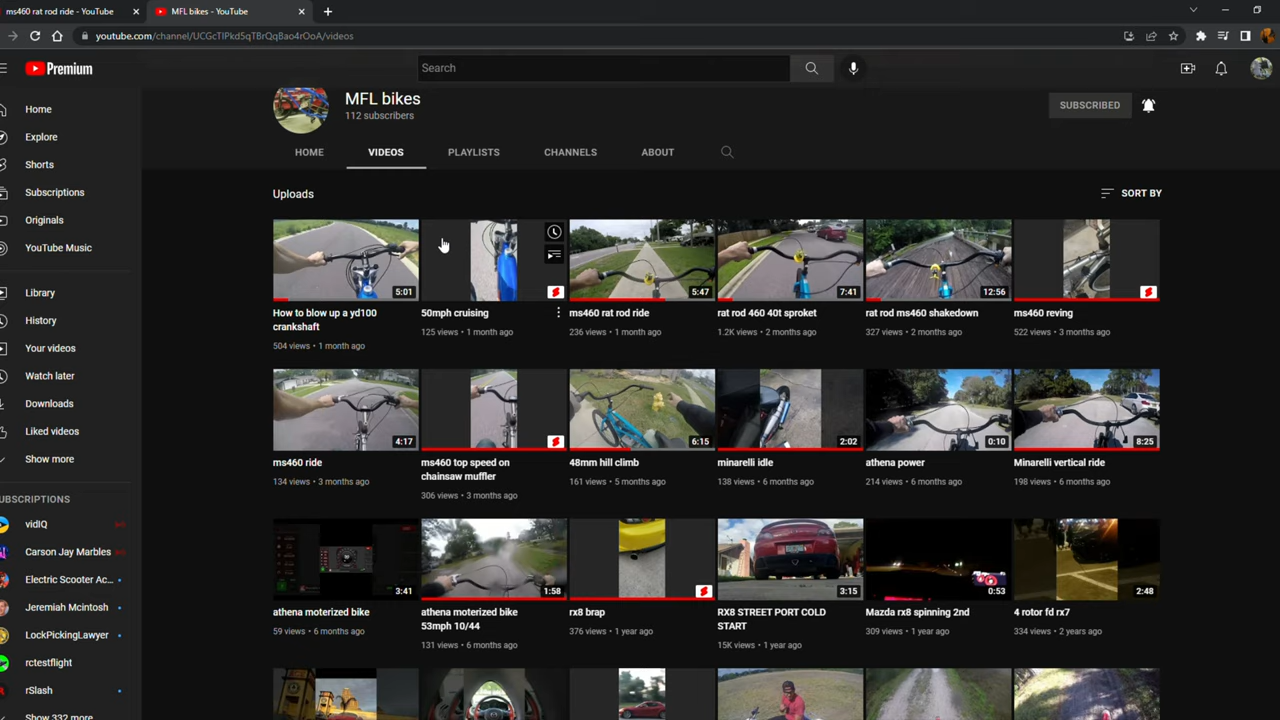 ms460 rat rod ride - YouTube
MFL bikes - YouTube
youtube.com/channel/UCGcTIPkd5qTBrQqBao4rOoA/videos
Premium
Search
MFL bikes
112 subscribers
SUBSCRIBED
HOME
VIDEOS
PLAYLISTS
CHANNELS
ABOUT
Uploads
SORT BY
Home
Explore
Shorts
Subscriptions
Originals
YouTube Music
Library
History
Your videos
Watch later
Downloads
Liked videos
Show more
SUBSCRIPTIONS
vidIQ
Carson Jay Marbles
Electric Scooter Ac...
Jeremiah Mcintosh
LockPickingLawyer
rctestflight
rSlash
Show 332 more
5:01
How to blow up a yd100
crankshaft
504 views • 1 month ago
50mph cruising
125 views • 1 month ago
5:47
ms460 rat rod ride
236 views • 1 month ago
7:41
rat rod 460 40t sproket
1.2K views • 2 months ago
12:56
rat rod ms460 shakedown
327 views • 2 months ago
ms460 reving
522 views • 3 months ago
4:17
ms460 ride
134 views • 3 months ago
ms460 top speed on
chainsaw muffler
306 views • 3 months ago
6:15
48mm hill climb
161 views • 5 months ago
2:02
minarelli idle
138 views • 6 months ago
0:10
athena power
214 views • 6 months ago
8:25
Minarelli vertical ride
198 views • 6 months ago
3:41
athena moterized bike
59 views • 6 months ago
1:58
athena moterized bike
53mph 10/44
131 views • 6 months ago
rx8 brap
376 views • 1 year ago
3:15
RX8 STREET PORT COLD
START
15K views • 1 year ago
0:53
Mazda rx8 spinning 2nd
309 views • 1 year ago
2:48
4 rotor fd rx7
334 views • 2 years ago